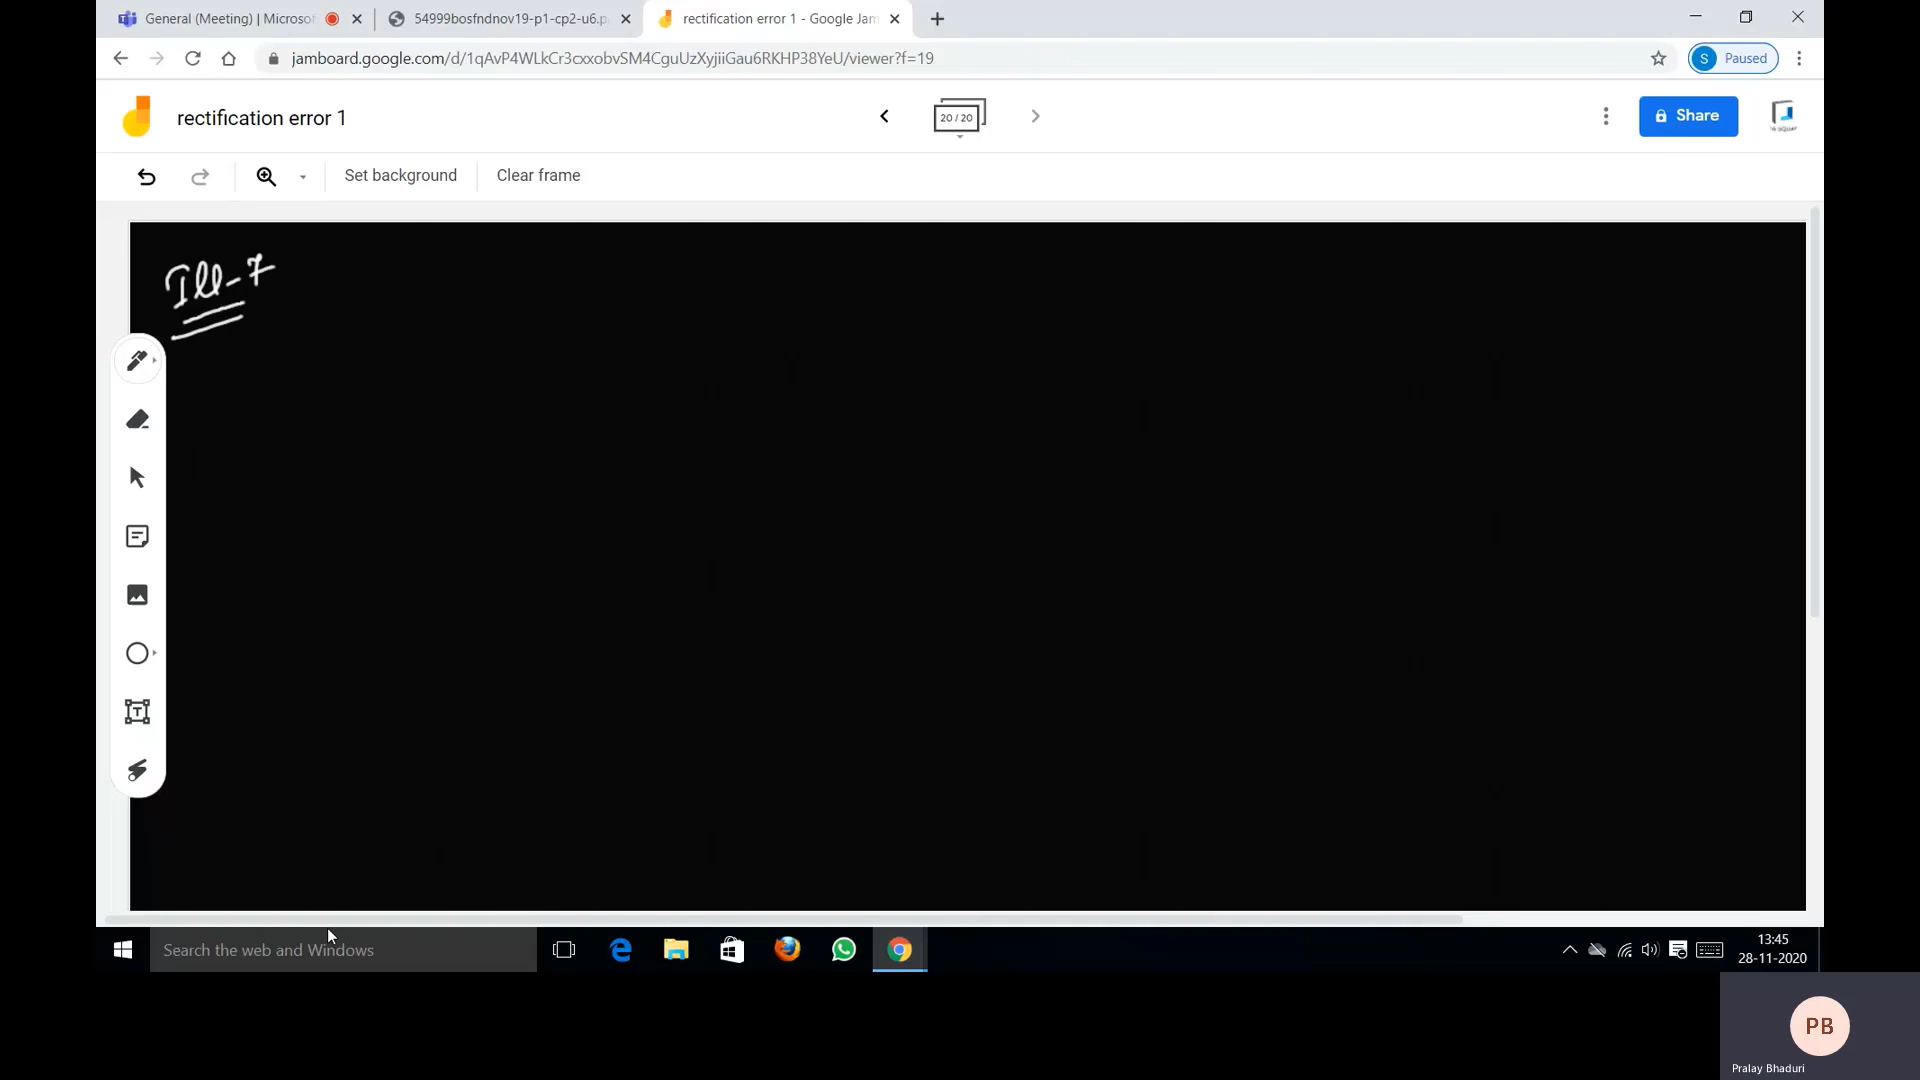 General (Meeting) | Microsof
54999bosfndnov19-p1-cp2-u6.p
rectification error 1 - Google Jam
jamboard.google.com/d/1qAvP4WLkCr3cxxobvSM4CguUzXyjiiGau6RKHP38YeU/viewer?f=19
S Paused
rectification error 1
20 / 20
Share
Set background
Clear frame
Ill-7
Search the web and Windows
13:45
28-11-2020
PB
Pralay Bhaduri